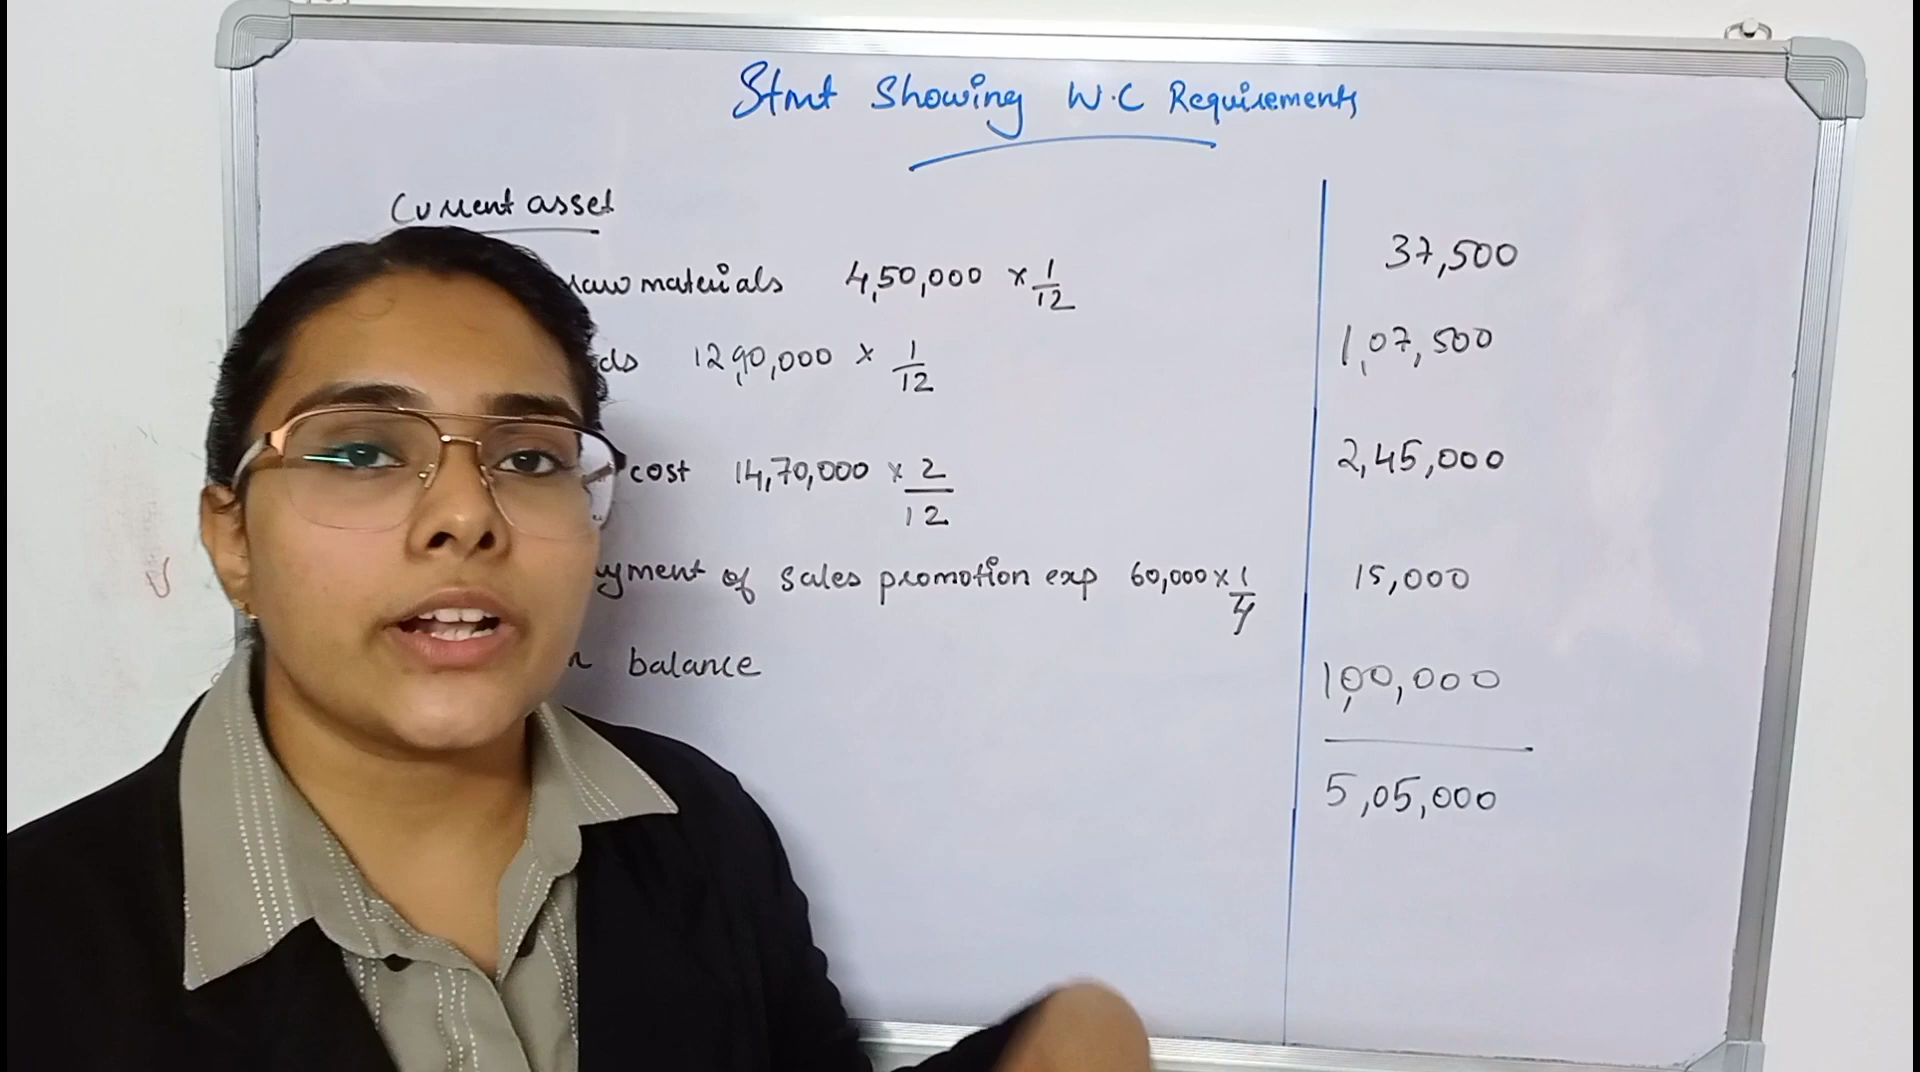 Stmt Showing W.C Requirements
Current asset
raw materials 4,50,000 × 1/12 37,500
12,90,000 × 1/12 1,07,500
cost 14,70,000 × 2/12 2,45,000
of sales promotion exp 60,000 × 1/4 15,000
balance 1,00,000
5,05,000